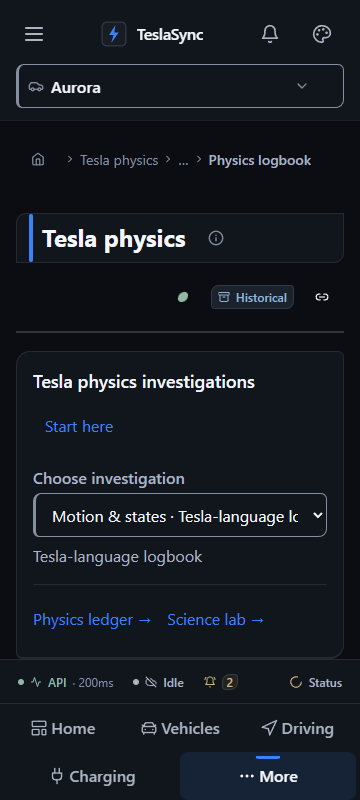 TeslaSync
Aurora
Tesla physics
...
Physics logbook
Tesla physics
Historical
Tesla physics investigations
Start here
Choose investigation
Motion & states · Tesla-language lo
Tesla-language logbook
Physics ledger → Science lab →
API · 200ms Idle 2 Status
Home Vehicles Driving
Charging ··· More